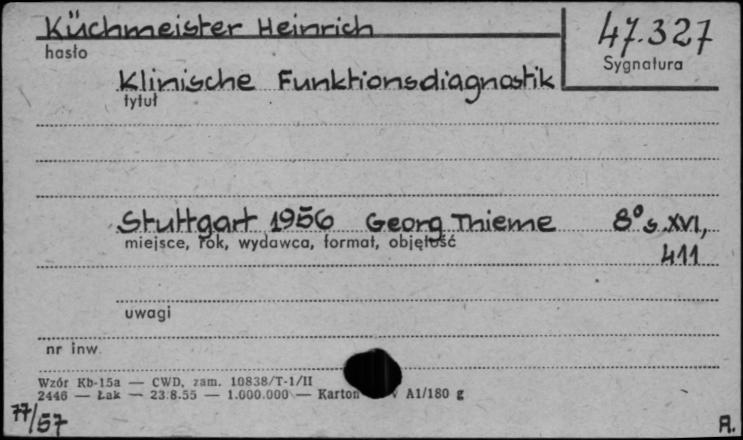 Küchmeister Heinrich
47.327
hasło
Sygnatura
Klinische Funktionsdiagnostik
tytuł
Stuttgart 1956 Georg Thieme 8° s. XVI,
miejsce, rok, wydawca, format, objętość
411
uwagi
nr inw.
Wzór Kb-15a — CWD, zam. 10838/T-1/II
2446 — Łak — 23.8.55 — 1.000.000 — Karton V A1/180 g
77/57
A.